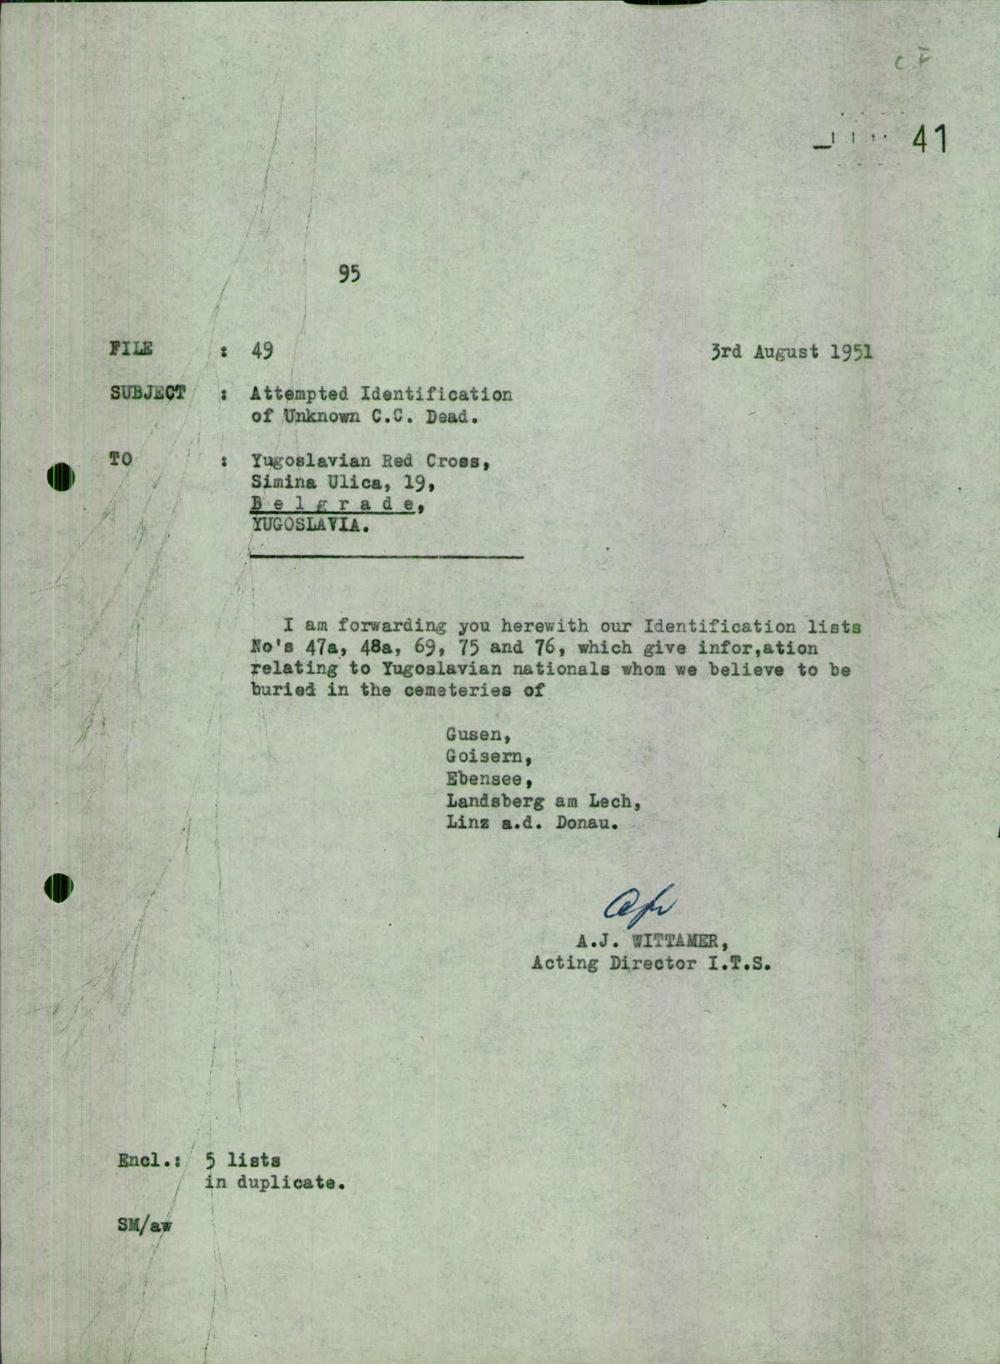 CF
41
95
FILE : 49 3rd August 1951
SUBJECT : Attempted Identification
of Unknown C.C. Dead.
TO : Yugoslavian Red Cross,
Simina Ulica, 19,
B e l g r a d e,
YUGOSLAVIA.
I am forwarding you herewith our Identification lists
No's 47a, 48a, 69, 75 and 76, which give infor,ation
relating to Yugoslavian nationals whom we believe to be
buried in the cemeteries of
Gusen,
Goisern,
Ebensee,
Landsberg am Lech,
Linz a.d. Donau.
A.J. WITTAMER,
Acting Director I.T.S.
Encl.: 5 lists
in duplicate.
SM/aw